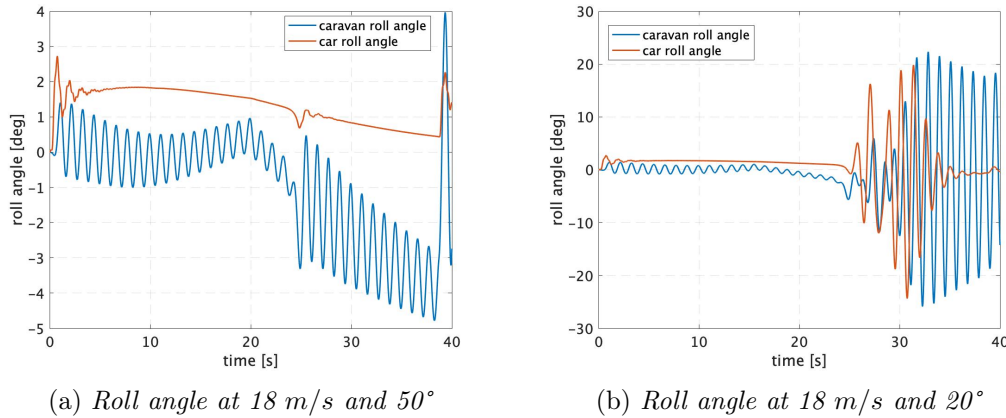 caravan roll angle
car roll angle
roll angle [deg]
4
3
2
1
0
-1
-2
-3
-4
-5
0
10
20
30
40
time [s]
(a) Roll angle at 18 m/s and 50°
caravan roll angle
car roll angle
roll angle [deg]
30
20
10
0
-10
-20
-30
0
10
20
30
40
time [s]
(b) Roll angle at 18 m/s and 20°